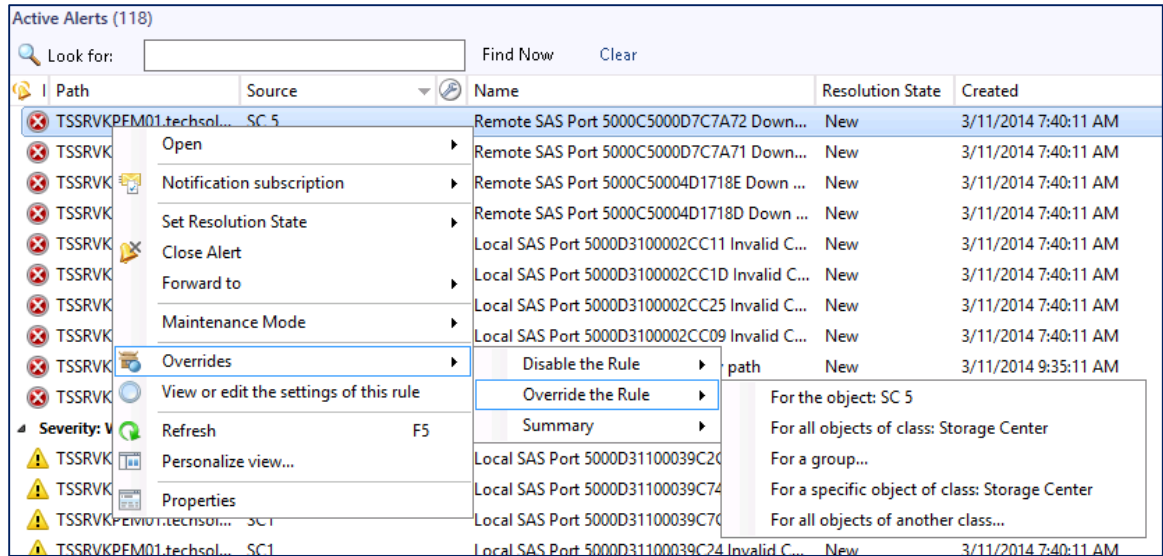 Active Alerts (118)
Look for: Find Now Clear
I Path Source Name Resolution State Created
TSSRVKPEM01.techsol... SC 5 Remote SAS Port 5000C5000D7C7A72 Down... New 3/11/2014 7:40:11 AM
TSSRVK Open Remote SAS Port 5000C5000D7C7A71 Down... New 3/11/2014 7:40:11 AM
TSSRVK Notification subscription Remote SAS Port 5000C50004D1718E Down ... New 3/11/2014 7:40:11 AM
TSSRVK Set Resolution State Remote SAS Port 5000C50004D1718D Down ... New 3/11/2014 7:40:11 AM
TSSRVK Close Alert Local SAS Port 5000D3100002CC11 Invalid C... New 3/11/2014 7:40:11 AM
TSSRVK Forward to Local SAS Port 5000D3100002CC1D Invalid C... New 3/11/2014 7:40:11 AM
TSSRVK Local SAS Port 5000D3100002CC25 Invalid C... New 3/11/2014 7:40:11 AM
TSSRVK Maintenance Mode Local SAS Port 5000D3100002CC09 Invalid C... New 3/11/2014 7:40:11 AM
TSSRVK Overrides Disable the Rule path New 3/11/2014 9:35:11 AM
TSSRVK View or edit the settings of this rule Override the Rule For the object: SC 5
Severity: Refresh F5 Summary For all objects of class: Storage Center
TSSRVK Personalize view... Local SAS Port 5000D31100039C2C For a group...
TSSRVK Properties Local SAS Port 5000D31100039C74 For a specific object of class: Storage Center
TSSRVKPEM01.techsol... SC1 Local SAS Port 5000D31100039C7C For all objects of another class...
TSSRVKPEM01.techsol... SC1 Local SAS Port 5000D31100039C24 Invalid C... New 3/11/2014 7:40:11 AM